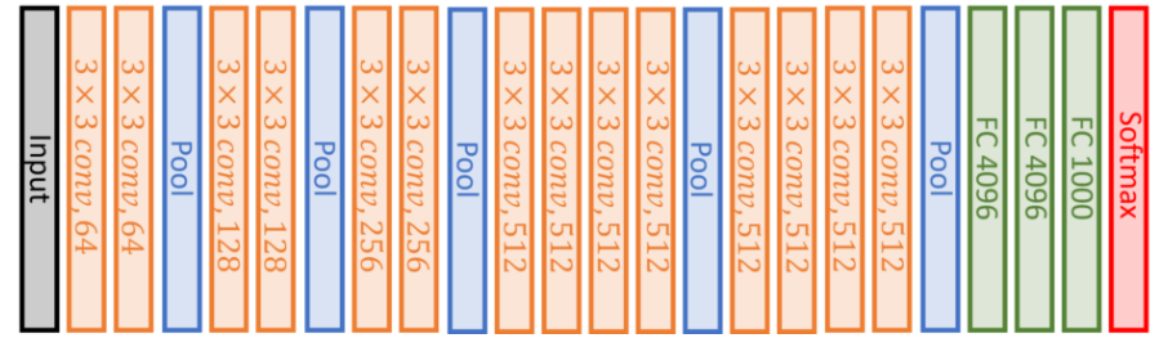 Input
3 × 3 conv, 64
3 × 3 conv, 64
Pool
3 × 3 conv, 128
3 × 3 conv, 128
Pool
3 × 3 conv, 256
3 × 3 conv, 256
Pool
3 × 3 conv, 512
3 × 3 conv, 512
3 × 3 conv, 512
3 × 3 conv, 512
Pool
3 × 3 conv, 512
3 × 3 conv, 512
3 × 3 conv, 512
3 × 3 conv, 512
Pool
FC 4096
FC 4096
FC 1000
Softmax